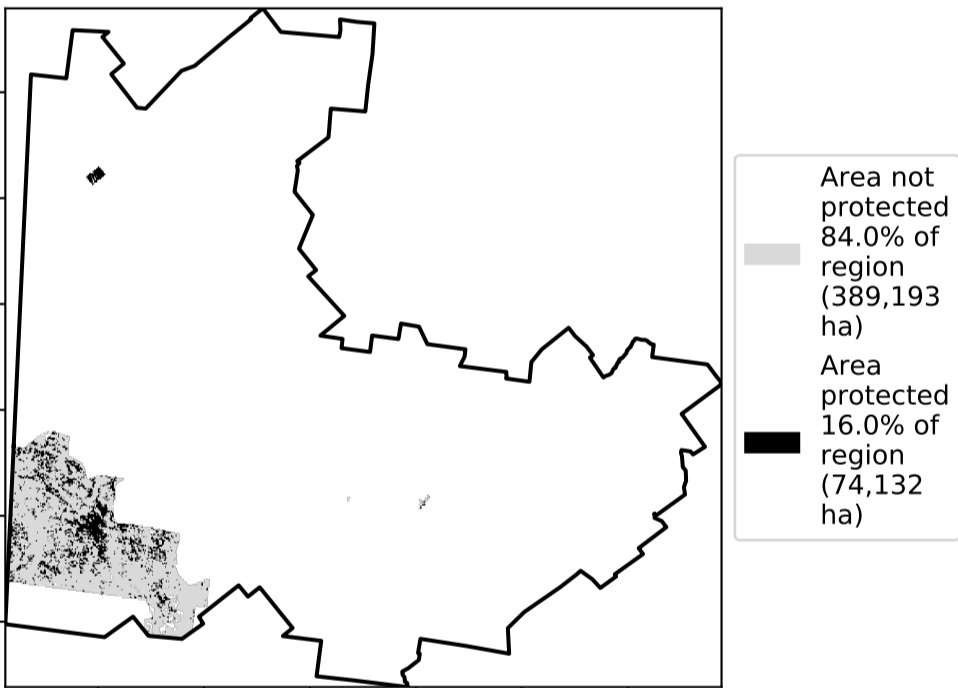 Area not
protected
84.0% of
region
(389,193
ha)
Area
protected
16.0% of
region
(74,132
ha)